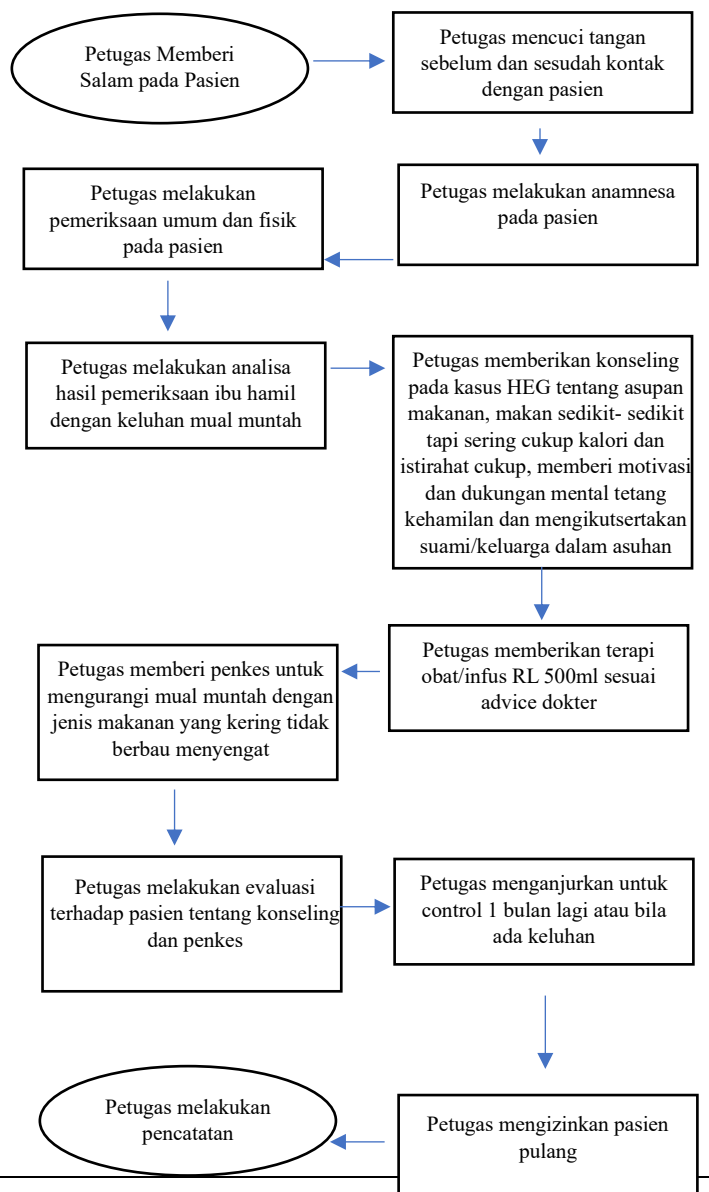 Petugas Memberi
Salam pada Pasien
Petugas mencuci tangan
sebelum dan sesudah kontak
dengan pasien
Petugas melakukan anamnesa
pada pasien
Petugas melakukan
pemeriksaan umum dan fisik
pada pasien
Petugas melakukan analisa
hasil pemeriksaan ibu hamil
dengan keluhan mual muntah
Petugas memberikan konseling
pada kasus HEG tentang asupan
makanan, makan sedikit- sedikit
tapi sering cukup kalori dan
istirahat cukup, memberi motivasi
dan dukungan mental tetang
kehamilan dan mengikutsertakan
suami/keluarga dalam asuhan
Petugas memberikan terapi
obat/infus RL 500ml sesuai
advice dokter
Petugas memberi penkes untuk
mengurangi mual muntah dengan
jenis makanan yang kering tidak
berbau menyengat
Petugas melakukan evaluasi
terhadap pasien tentang konseling
dan penkes
Petugas menganjurkan untuk
control 1 bulan lagi atau bila
ada keluhan
Petugas mengizinkan pasien
pulang
Petugas melakukan
pencatatan